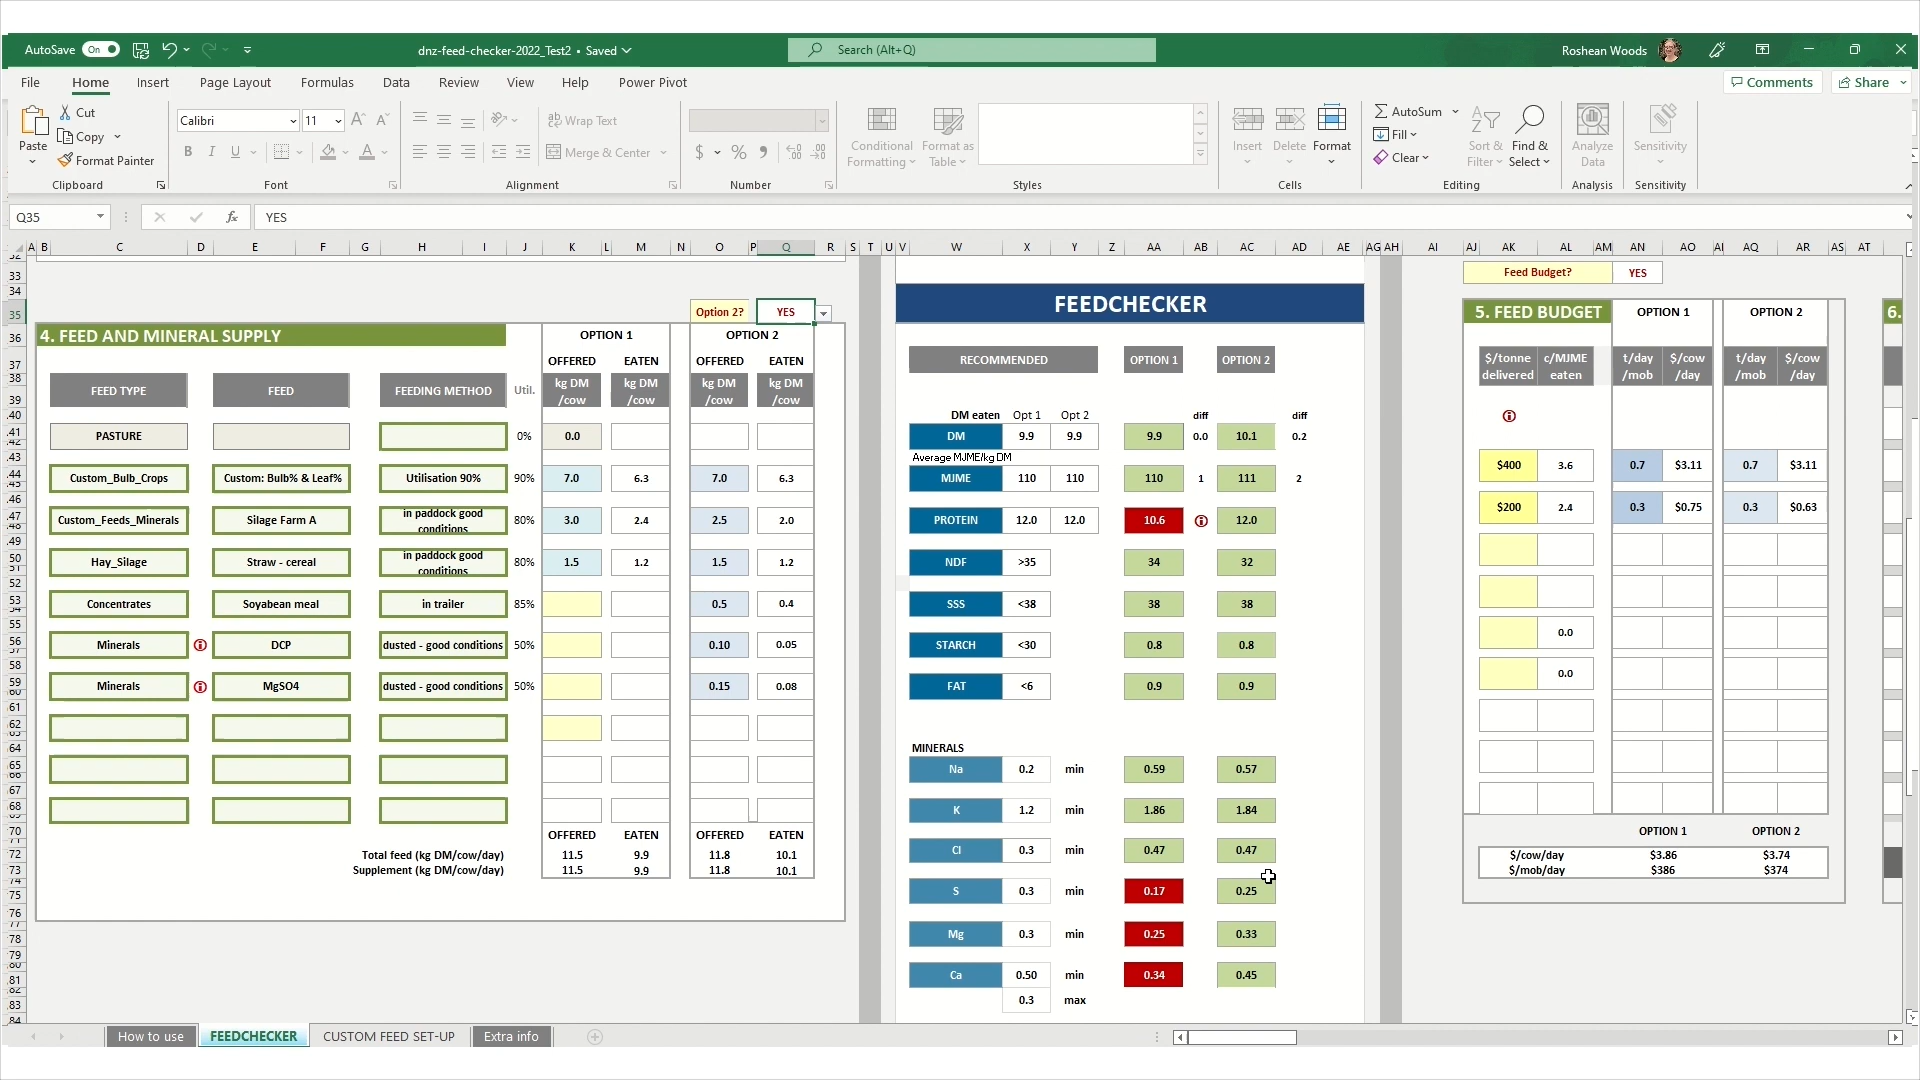 AutoSave On
dnz-feed-checker-2022_Test2 • Saved
Search (Alt+Q)
Roshean Woods
File Home Insert Page Layout Formulas Data Review View Help Power Pivot
Comments Share
Paste
Cut
Copy
Format Painter
Clipboard
Calibri 11
A A
B I U A
Font
Wrap Text
Merge & Center
Alignment
$ % 9
Number
Conditional Formatting
Format as Table
Styles
Insert Delete Format
Cells
AutoSum
Fill
Clear
Sort & Filter
Find & Select
Editing
Analyze Data
Analysis
Sensitivity
Sensitivity
Q35 fx YES
A B C D E F G H I J K L M N O P Q R S T U V W X Y Z AA AB AC AD AE AG AH AI AJ AK AL AM AN AO AQ AR AS AT
Feed Budget? YES
Option 2? YES
FEEDCHECKER
4. FEED AND MINERAL SUPPLY
OPTION 1 OPTION 2
OFFERED EATEN OFFERED EATEN
FEED TYPE FEED FEEDING METHOD Util. kg DM /cow kg DM /cow kg DM /cow kg DM /cow
PASTURE 0% 0.0
Custom_Bulb_Crops Custom: Bulb% & Leaf% Utilisation 90% 90% 7.0 6.3 7.0 6.3
Custom_Feeds_Minerals Silage Farm A in paddock good conditions 80% 3.0 2.4 2.5 2.0
Hay_Silage Straw - cereal in paddock good conditions 80% 1.5 1.2 1.5 1.2
Concentrates Soyabean meal in trailer 85% 0.5 0.4
Minerals DCP dusted - good conditions 50% 0.10 0.05
Minerals MgSO4 dusted - good conditions 50% 0.15 0.08
OFFERED EATEN OFFERED EATEN
Total feed (kg DM/cow/day) 11.5 9.9 11.8 10.1
Supplement (kg DM/cow/day) 11.5 9.9 11.8 10.1
RECOMMENDED OPTION 1 OPTION 2
DM eaten Opt 1 Opt 2 diff diff
DM 9.9 9.9 9.9 0.0 10.1 0.2
Average MJME/kg DM
MJME 110 110 110 1 111 2
PROTEIN 12.0 12.0 10.6 12.0
NDF >35 34 32
SSS <38 38 38
STARCH <30 0.8 0.8
FAT <6 0.9 0.9
MINERALS
Na 0.2 min 0.59 0.57
K 1.2 min 1.86 1.84
Cl 0.3 min 0.47 0.47
S 0.3 min 0.17 0.25
Mg 0.3 min 0.25 0.33
Ca 0.50 min 0.34 0.45
0.3 max
5. FEED BUDGET OPTION 1 OPTION 2
6.
$/tonne delivered c/MJME eaten t/day /mob $/cow /day t/day /mob $/cow /day
$400 3.6 0.7 $3.11 0.7 $3.11
$200 2.4 0.3 $0.75 0.3 $0.63
0.0
0.0
OPTION 1 OPTION 2
$/cow/day $3.86 $3.74
$/mob/day $386 $374
How to use FEEDCHECKER CUSTOM FEED SET-UP Extra info